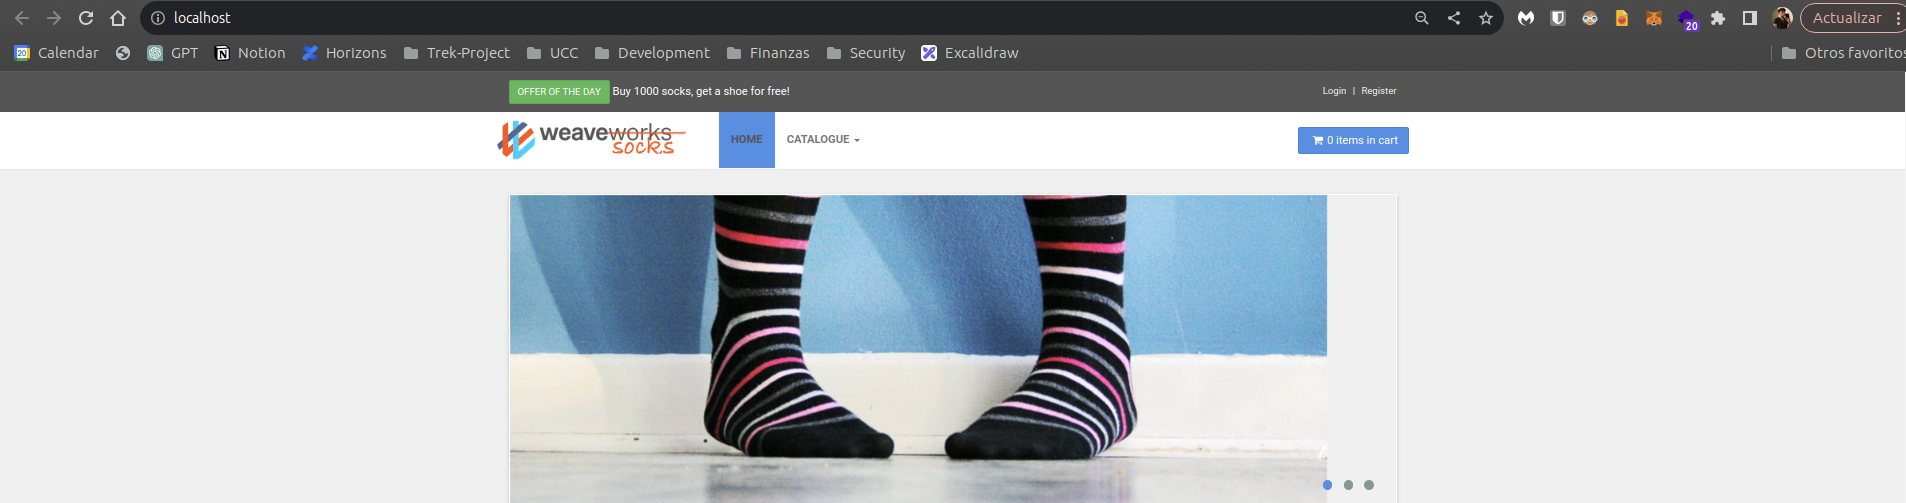 localhost
20
Actualizar
20 Calendar GPT Notion Horizons Trek-Project UCC Development Finanzas Security Excalidraw Otros favoritos
OFFER OF THE DAY Buy 1000 socks, get a shoe for free! Login | Register
weaveworks
socks
HOME CATALOGUE 0 items in cart